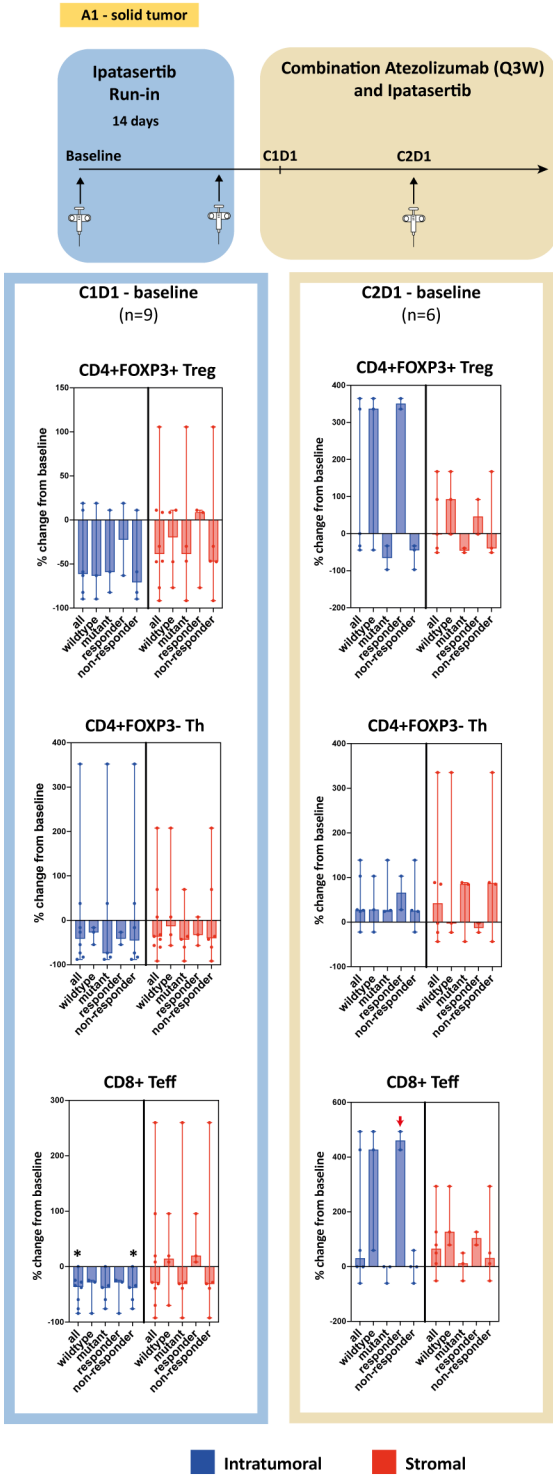 A1 - solid tumor
Ipatasertib
Run-in
14 days
Combination Atezolizumab (Q3W)
and Ipatasertib
Baseline
C1D1
C2D1
C1D1 - baseline
(n=9)
CD4+FOXP3+ Treg
% change from baseline
150
100
50
0
-50
-100
all
wildtype
mutant
responder
non-responder
all
wildtype
mutant
responder
non-responder
CD4+FOXP3- Th
% change from baseline
400
300
200
100
0
-100
all
wildtype
mutant
responder
non-responder
all
wildtype
mutant
responder
non-responder
CD8+ Teff
% change from baseline
300
200
100
0
-100
*
*
all
wildtype
mutant
responder
non-responder
all
wildtype
mutant
responder
non-responder
C2D1 - baseline
(n=6)
CD4+FOXP3+ Treg
% change from baseline
400
300
200
100
0
-100
-200
all
wildtype
mutant
responder
non-responder
all
wildtype
mutant
responder
non-responder
CD4+FOXP3- Th
% change from baseline
400
300
200
100
0
-100
all
wildtype
mutant
responder
non-responder
all
wildtype
mutant
responder
non-responder
CD8+ Teff
% change from baseline
600
400
200
0
-200
all
wildtype
mutant
responder
non-responder
all
wildtype
mutant
responder
non-responder
Intratumoral
Stromal